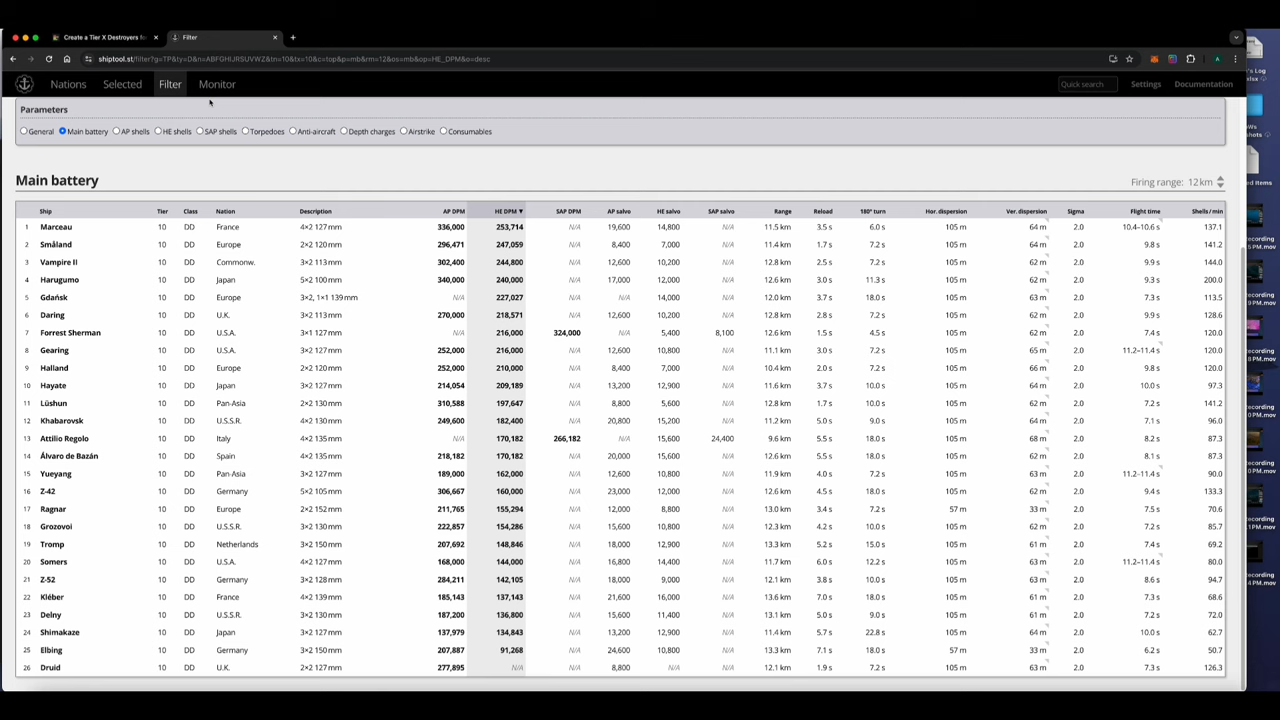 Create a Tier X Destroyers fo
Filter
shiptool.st/filter?g=TP&ty=D&n=ABFGHIJRSUVWZ&tn=10&tx=10&c=top&p=mb&rm=12&os=mb&op=HE_DPM&o=desc
Nations Selected Filter Monitor Quick search Settings Documentation
Parameters
General Main battery AP shells HE shells SAP shells Torpedoes Anti-aircraft Depth charges Airstrike Consumables
Main battery Firing range: 12 km
Ship Tier Class Nation Description AP DPM HE DPM ▼ SAP DPM AP salvo HE salvo SAP salvo Range Reload 180° turn Hor. dispersion Ver. dispersion Sigma Flight time Shells / min
1 Marceau 10 DD France 4×2 127 mm 336,000 253,714 N/A 19,600 14,800 N/A 11.5 km 3.5 s 6.0 s 105 m 64 m 2.0 10.4–10.6 s 137.1
2 Småland 10 DD Europe 2×2 120 mm 296,471 247,059 N/A 8,400 7,000 N/A 11.4 km 1.7 s 7.2 s 105 m 64 m 2.0 9.8 s 141.2
3 Vampire II 10 DD Commonw. 3×2 113 mm 302,400 244,800 N/A 12,600 10,200 N/A 12.8 km 2.5 s 7.2 s 105 m 62 m 2.0 9.9 s 144.0
4 Harugumo 10 DD Japan 5×2 100 mm 340,000 240,000 N/A 17,000 12,000 N/A 12.6 km 3.0 s 11.3 s 105 m 62 m 2.0 9.3 s 200.0
5 Gdańsk 10 DD Europe 3×2, 1×1 139 mm N/A 227,027 N/A N/A 14,000 N/A 12.0 km 3.7 s 18.0 s 105 m 63 m 2.0 7.3 s 113.5
6 Daring 10 DD U.K. 3×2 113 mm 270,000 218,571 N/A 12,600 10,200 N/A 12.8 km 2.8 s 7.2 s 105 m 62 m 2.0 9.9 s 128.6
7 Forrest Sherman 10 DD U.S.A. 3×1 127 mm N/A 216,000 324,000 N/A 5,400 8,100 12.6 km 1.5 s 4.5 s 105 m 62 m 2.0 7.4 s 120.0
8 Gearing 10 DD U.S.A. 3×2 127 mm 252,000 216,000 N/A 12,600 10,800 N/A 11.1 km 3.0 s 7.2 s 105 m 65 m 2.0 11.2–11.4 s 120.0
9 Halland 10 DD Europe 2×2 120 mm 252,000 210,000 N/A 8,400 7,000 N/A 10.4 km 2.0 s 7.2 s 105 m 66 m 2.0 9.8 s 120.0
10 Hayate 10 DD Japan 3×2 127 mm 214,054 209,189 N/A 13,200 12,900 N/A 11.6 km 3.7 s 10.0 s 105 m 64 m 2.0 10.0 s 97.3
11 Lüshun 10 DD Pan-Asia 2×2 130 mm 310,588 197,647 N/A 8,800 5,600 N/A 12.8 km 1.7 s 10.0 s 105 m 62 m 2.0 7.2 s 141.2
12 Khabarovsk 10 DD U.S.S.R. 4×2 130 mm 249,600 182,400 N/A 20,800 15,200 N/A 11.2 km 5.0 s 9.0 s 105 m 64 m 2.0 7.1 s 96.0
13 Attilio Regolo 10 DD Italy 4×2 135 mm N/A 170,182 266,182 N/A 15,600 24,400 9.6 km 5.5 s 18.0 s 105 m 68 m 2.0 8.2 s 87.3
14 Álvaro de Bazán 10 DD Spain 4×2 135 mm 218,182 170,182 N/A 20,000 15,600 N/A 12.6 km 5.5 s 18.0 s 105 m 62 m 2.0 8.1 s 87.3
15 Yueyang 10 DD Pan-Asia 3×2 127 mm 189,000 162,000 N/A 12,600 10,800 N/A 11.9 km 4.0 s 7.2 s 105 m 63 m 2.0 11.2–11.4 s 90.0
16 Z-42 10 DD Germany 5×2 105 mm 306,667 160,000 N/A 23,000 12,000 N/A 12.6 km 4.5 s 18.0 s 105 m 62 m 2.0 9.4 s 133.3
17 Ragnar 10 DD Europe 2×2 152 mm 211,765 155,294 N/A 12,000 8,800 N/A 13.0 km 3.4 s 7.2 s 57 m 33 m 2.0 7.5 s 70.6
18 Grozovoi 10 DD U.S.S.R. 3×2 130 mm 222,857 154,286 N/A 15,600 10,800 N/A 12.3 km 4.2 s 10.0 s 105 m 62 m 2.0 7.2 s 85.7
19 Tromp 10 DD Netherlands 3×2 150 mm 207,692 148,846 N/A 18,000 12,900 N/A 13.3 km 5.2 s 15.0 s 105 m 61 m 2.0 7.4 s 69.2
20 Somers 10 DD U.S.A. 4×2 127 mm 168,000 144,000 N/A 16,800 14,400 N/A 11.7 km 6.0 s 12.2 s 105 m 63 m 2.0 11.2–11.4 s 80.0
21 Z-52 10 DD Germany 3×2 128 mm 284,211 142,105 N/A 18,000 9,000 N/A 12.1 km 3.8 s 10.0 s 105 m 63 m 2.0 8.6 s 94.7
22 Kléber 10 DD France 4×2 139 mm 185,143 137,143 N/A 21,600 16,000 N/A 13.6 km 7.0 s 18.0 s 105 m 61 m 2.0 7.3 s 68.6
23 Delny 10 DD U.S.S.R. 3×2 130 mm 187,200 136,800 N/A 15,600 11,400 N/A 13.1 km 5.0 s 9.0 s 105 m 63 m 2.0 7.2 s 72.0
24 Shimakaze 10 DD Japan 3×2 127 mm 137,979 134,843 N/A 13,200 12,900 N/A 11.4 km 5.7 s 22.8 s 105 m 64 m 2.0 10.0 s 62.7
25 Elbing 10 DD Germany 3×2 150 mm 207,887 91,268 N/A 24,600 10,800 N/A 13.3 km 7.1 s 18.0 s 57 m 33 m 2.0 6.2 s 50.7
26 Druid 10 DD U.K. 2×2 127 mm 277,895 N/A N/A 8,800 N/A N/A 12.1 km 1.9 s 7.2 s 105 m 63 m 2.0 7.3 s 126.3